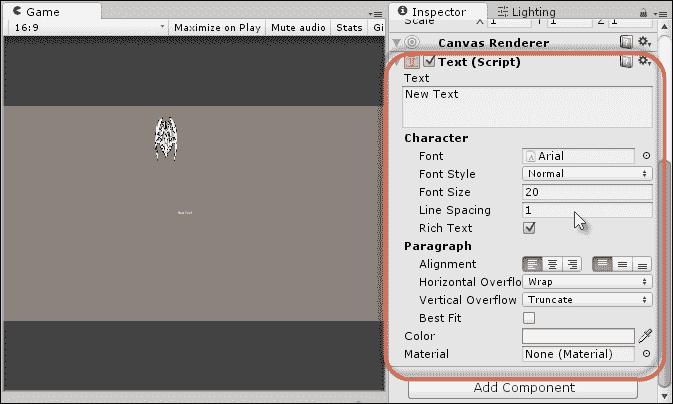 Game
16:9 Maximize on Play Mute audio Stats Gi
New Text
Inspector Lighting
Scale X 1 Y 1 Z 1
Canvas Renderer
Text (Script)
Text
New Text
Character
Font Arial
Font Style Normal
Font Size 20
Line Spacing 1
Rich Text
Paragraph
Alignment
Horizontal Overflo Wrap
Vertical Overflow Truncate
Best Fit
Color
Material None (Material)
Add Component